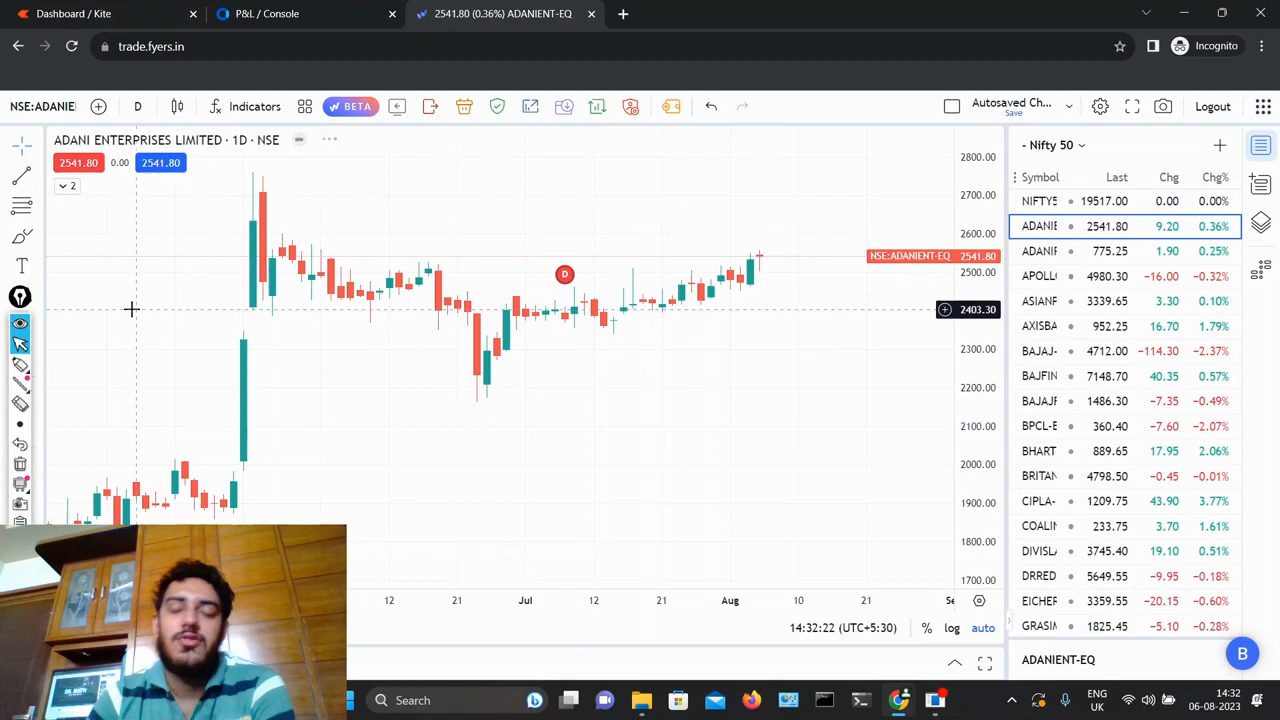 Dashboard / Kite
P&L / Console
2541.80 (0.36%) ADANIENT-EQ
trade.fyers.in
Incognito
NSE:ADANIE
D
Indicators
BETA
Autosaved Ch...
Save
Logout
ADANI ENTERPRISES LIMITED · 1D · NSE
2541.80
0.00
2541.80
2
D
2800.00
2700.00
2600.00
NSE:ADANIENT-EQ 2541.80
2500.00
2403.30
2300.00
2200.00
2100.00
2000.00
1900.00
1800.00
1700.00
12
21
Jul
12
21
Aug
10
21
Se
14:32:22 (UTC+5:30)
%
log
auto
- Nifty 50
Symbol Last Chg Chg%
NIFTY5 19517.00 0.00 0.00%
ADANIE 2541.80 9.20 0.36%
ADANIF 775.25 1.90 0.25%
APOLLC 4980.30 −16.00 −0.32%
ASIANF 3339.65 3.30 0.10%
AXISBA 952.25 16.70 1.79%
BAJAJ- 4712.00 −114.30 −2.37%
BAJFIN 7148.70 40.35 0.57%
BAJAJF 1486.30 −7.35 −0.49%
BPCL-E 360.40 −7.60 −2.07%
BHART 889.65 17.95 2.06%
BRITAN 4798.50 −0.45 −0.01%
CIPLA- 1209.75 43.90 3.77%
COALIN 233.75 3.70 1.61%
DIVISL 3745.40 19.10 0.51%
DRRED 5649.55 −9.95 −0.18%
EICHER 3359.55 −20.15 −0.60%
GRASIM 1825.45 −5.10 −0.28%
ADANIENT-EQ
B
Search
ENG
UK
14:32
06-08-2023